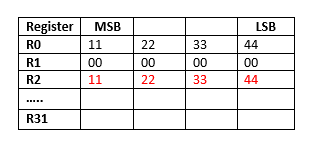 Register MSB LSB
R0 11 22 33 44
R1 00 00 00 00
R2 11 22 33 44
.....
R31